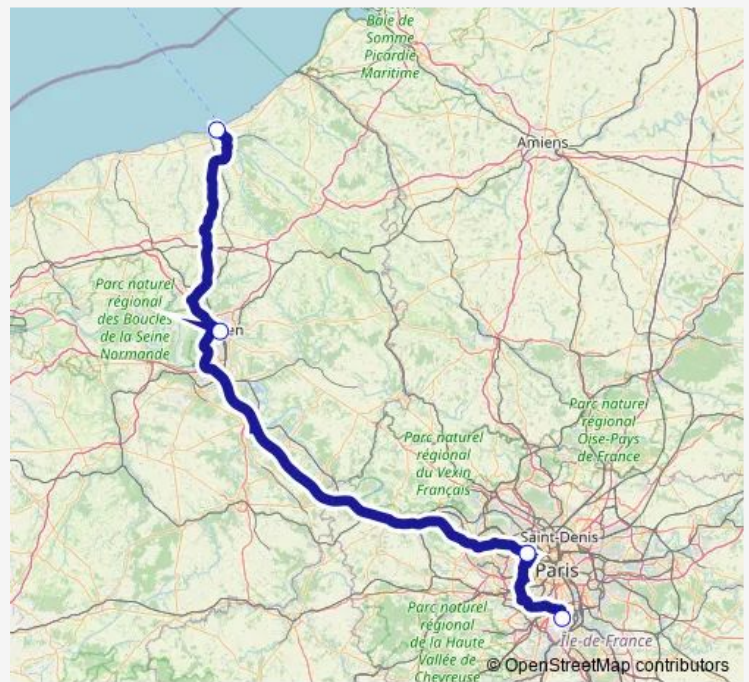 Baie de
Somme
Picardie
Maritime
Amiens
Parc naturel
régional
des Boucles
de la Seine
Normande
en
Parc naturel
régional
Oise-Pays
de France
Parc naturel
régional
du Vexin
Français
Saint-Denis
Paris
Parc naturel
régional
de la Haute
Vallée de
Chevreuse
Île-de-France
© OpenStreetMap contributors